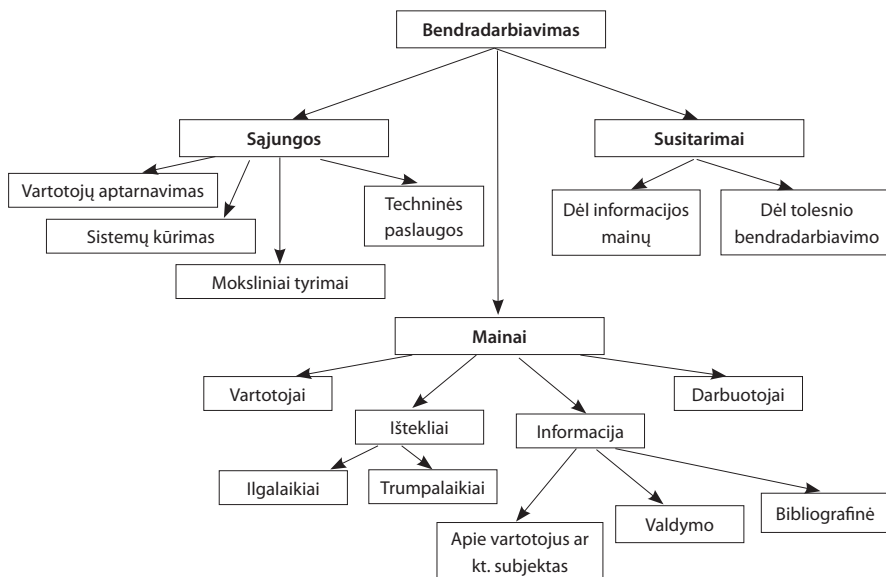 Bendradarbiavimas
Sąjungos
Susitarimai
Vartotojų aptarnavimas
Sistemų kūrimas
Moksliniai tyrimai
Techninės
paslaugos
Dėl informacijos
mainų
Dėl tolesnio
bendradarbiavimo
Mainai
Vartotojai
Ištekliai
Informacija
Darbuotojai
Ilgalaikiai
Trumpalaikiai
Apie vartotojus ar
kt. subjektas
Valdymo
Bibliografinė